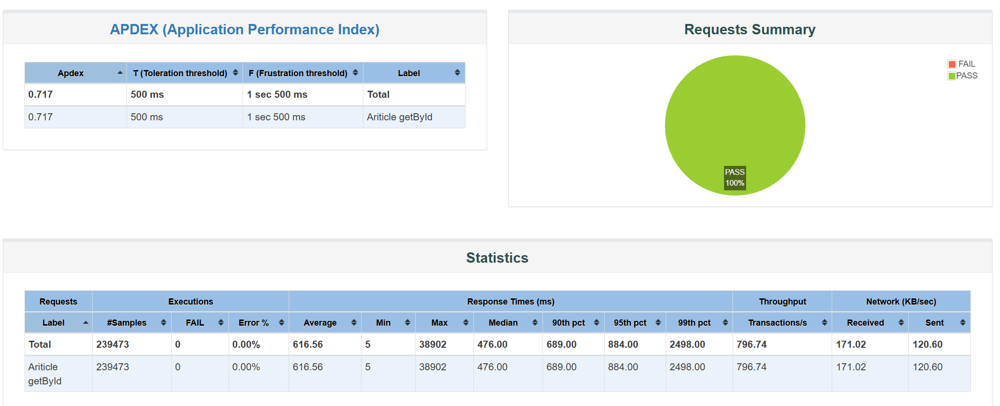 APDEX (Application Performance Index)
Apdex T (Toleration threshold) F (Frustration threshold) Label
0.717 500 ms 1 sec 500 ms Total
0.717 500 ms 1 sec 500 ms Ariticle getById
Requests Summary
FAIL
PASS
PASS
100%
Statistics
Requests Executions Response Times (ms) Throughput Network (KB/sec)
Label #Samples FAIL Error % Average Min Max Median 90th pct 95th pct 99th pct Transactions/s Received Sent
Total 239473 0 0.00% 616.56 5 38902 476.00 689.00 884.00 2498.00 796.74 171.02 120.60
Ariticle 239473 0 0.00% 616.56 5 38902 476.00 689.00 884.00 2498.00 796.74 171.02 120.60
getById